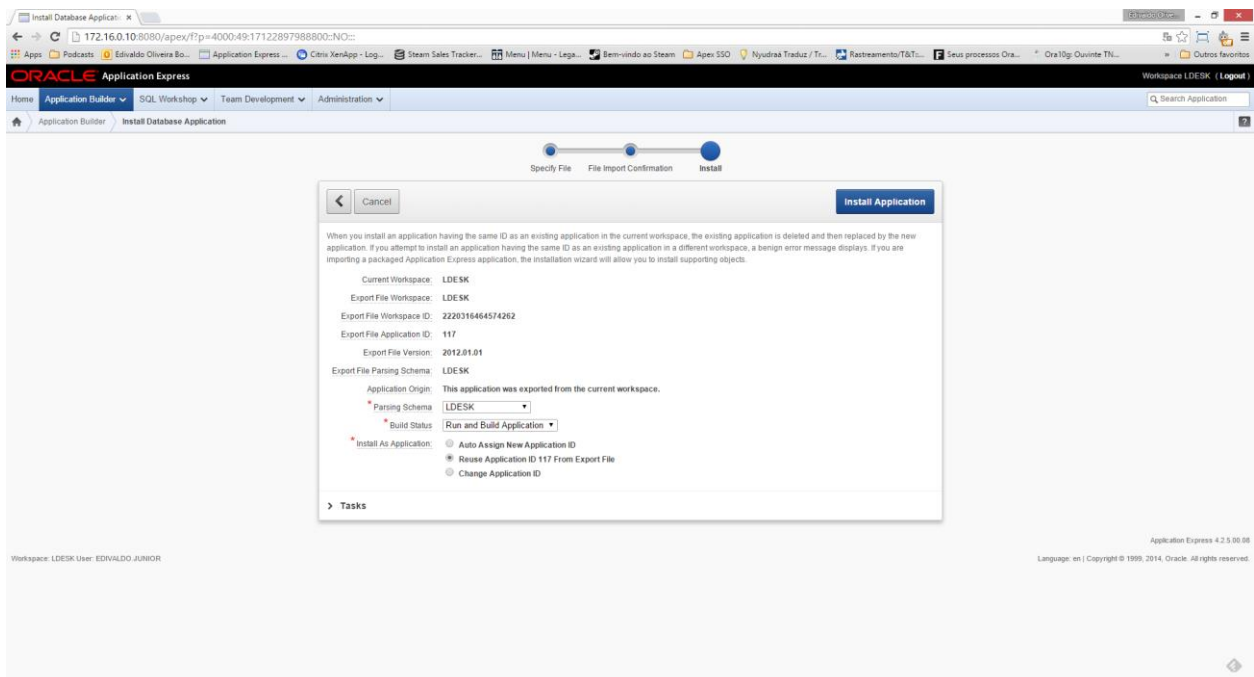 Install Database Applicati
172.16.0.10:8080/apex/f?p=4000:49:17122897988800::NO:::
Apps Podcasts Edivaldo Oliveira Bo... Application Express ... Citrix XenApp - Log... Steam Sales Tracker... Menu | Menu - Lega... Bem-vindo ao Steam Apex SSO Nyudraá Traduz / Tr... Rastreamento/T&T:... Seus processos Ora... Ora10g: Ouvinte TN... » Outros favoritos
ORACLE Application Express
Workspace LDESK (Logout)
Home Application Builder SQL Workshop Team Development Administration
Search Application
Application Builder Install Database Application
?
Specify File File Import Confirmation Install
Cancel
Install Application
When you install an application having the same ID as an existing application in the current workspace, the existing application is deleted and then replaced by the new
application. If you attempt to install an application having the same ID as an existing application in a different workspace, a benign error message displays. If you are
importing a packaged Application Express application, the installation wizard will allow you to install supporting objects.
Current Workspace: LDESK
Export File Workspace: LDESK
Export File Workspace ID: 2220316464574262
Export File Application ID: 117
Export File Version: 2012.01.01
Export File Parsing Schema: LDESK
Application Origin: This application was exported from the current workspace.
* Parsing Schema LDESK
* Build Status Run and Build Application
* Install As Application: Auto Assign New Application ID
Reuse Application ID 117 From Export File
Change Application ID
Tasks
Application Express 4.2.5.00.08
Workspace: LDESK User: EDIVALDO.JUNIOR
Language: en | Copyright © 1999, 2014, Oracle. All rights reserved.